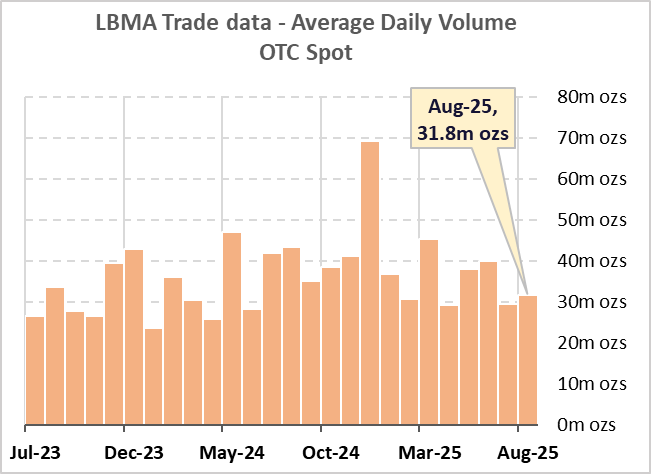 LBMA Trade data - Average Daily Volume
OTC Spot
Aug-25,
31.8m ozs
80m ozs
70m ozs
60m ozs
50m ozs
40m ozs
30m ozs
20m ozs
10m ozs
0m ozs
Jul-23 Dec-23 May-24 Oct-24 Mar-25 Aug-25